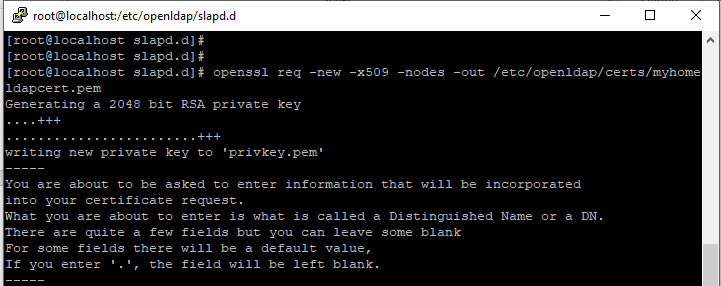 root@localhost:/etc/openldap/slapd.d
[root@localhost slapd.d]#
[root@localhost slapd.d]#
[root@localhost slapd.d]# openssl req -new -x509 -nodes -out /etc/openldap/certs/myhome
ldapcert.pem
Generating a 2048 bit RSA private key
....+++
........................+++
writing new private key to 'privkey.pem'
-----
You are about to be asked to enter information that will be incorporated
into your certificate request.
What you are about to enter is what is called a Distinguished Name or a DN.
There are quite a few fields but you can leave some blank
For some fields there will be a default value,
If you enter '.', the field will be left blank.
-----